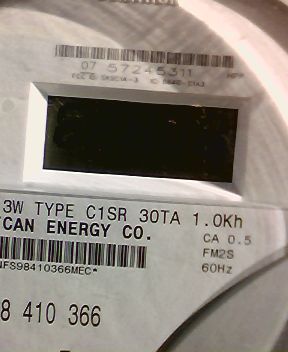 07 57245311
3W TYPE C1SR 30TA 1.0Kh
CAN ENERGY CO.
CA 0.5
FM2S
60Hz
NFS98410366MEC*
8 410 366